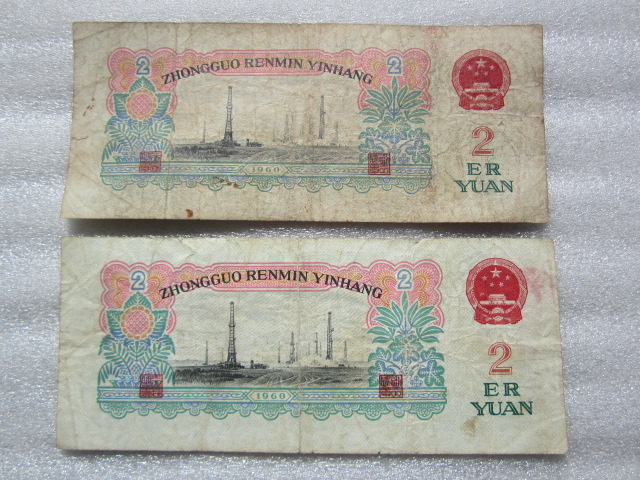 2 2
ZHONGGUO RENMIN YINHANG
1960
2
ER
YUAN
2 2
ZHONGGUO RENMIN YINHANG
1960
2
ER
YUAN